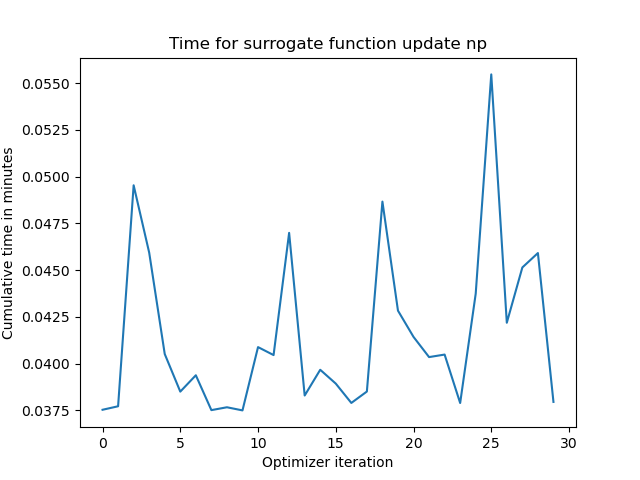 Time for surrogate function update np
Cumulative time in minutes
0.0550
0.0525
0.0500
0.0475
0.0450
0.0425
0.0400
0.0375
0 5 10 15 20 25 30
Optimizer iteration